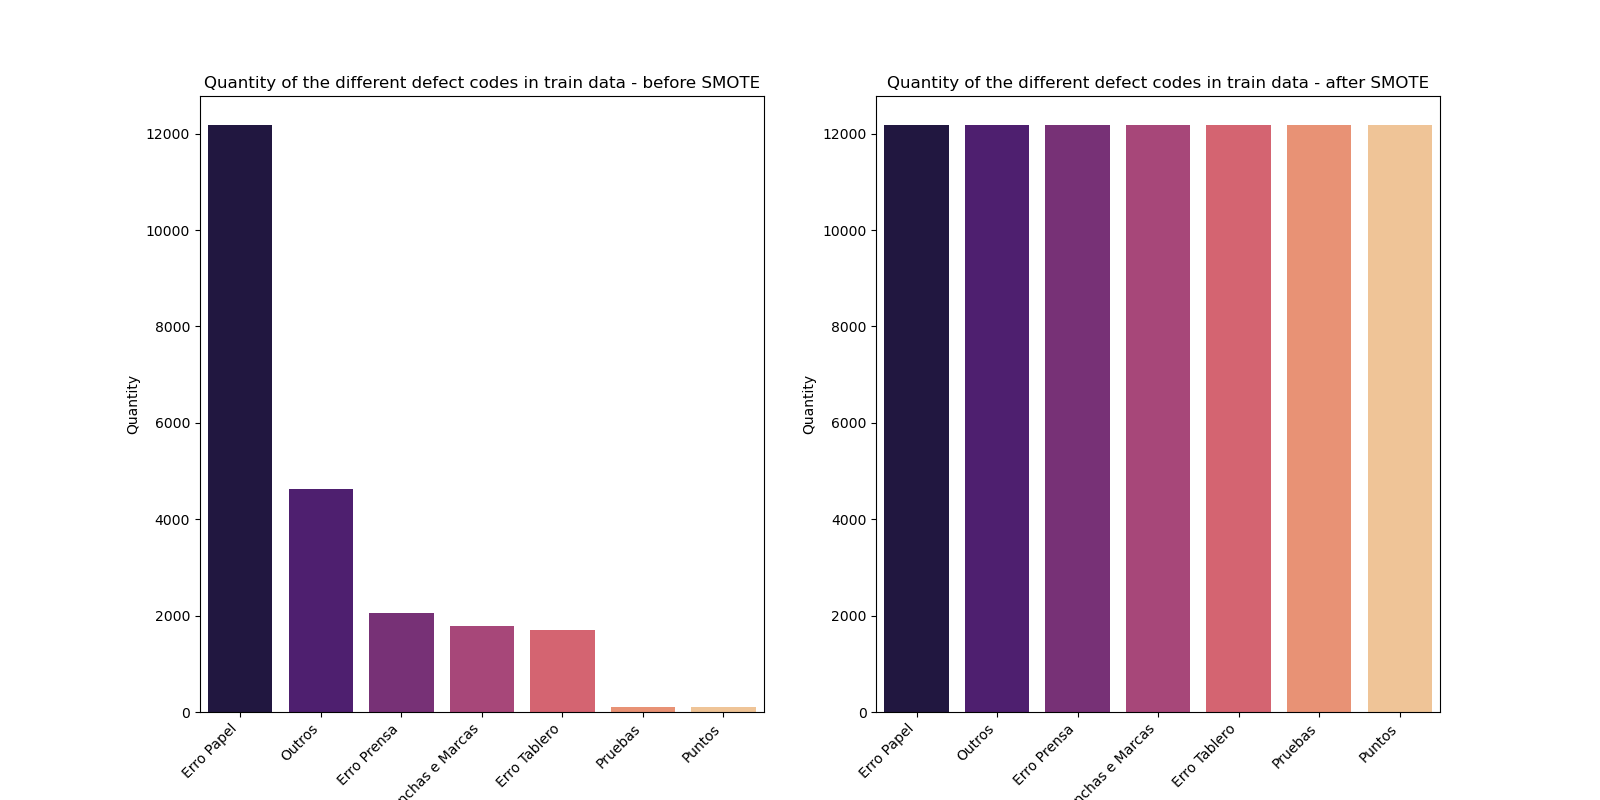 Quantity of the different defect codes in train data - before SMOTE
12000
10000
8000
6000
4000
2000
0
Quantity
Erro Papel
Outros
Erro Prensa
e Marcas
Erro Tablero
Pruebas
Puntos
Quantity of the different defect codes in train data - after SMOTE
12000
10000
8000
6000
4000
2000
0
Quantity
Erro Papel
Outros
Erro Prensa
e Marcas
Erro Tablero
Pruebas
Puntos